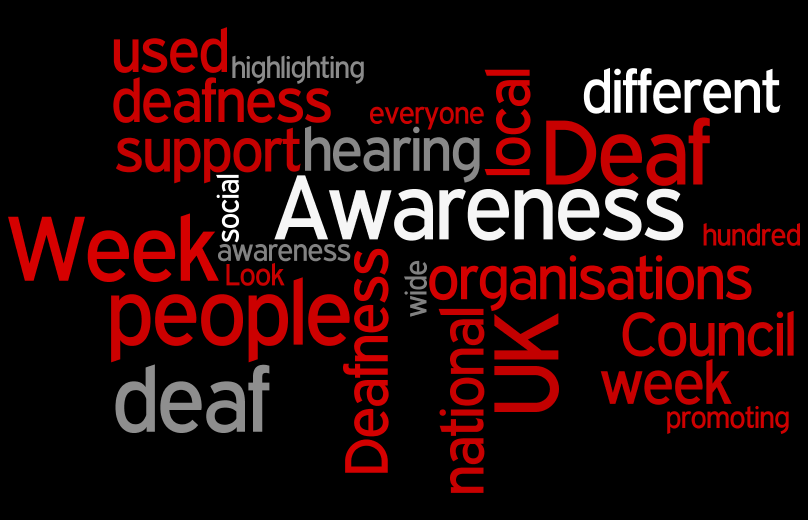 used
highlighting
deafness
everyone
local
different
support
hearing
Deaf
social
Awareness
Week
awareness
hundred
Look
wide
organisations
people
Deafness
national
UK
Council
deaf
week
promoting